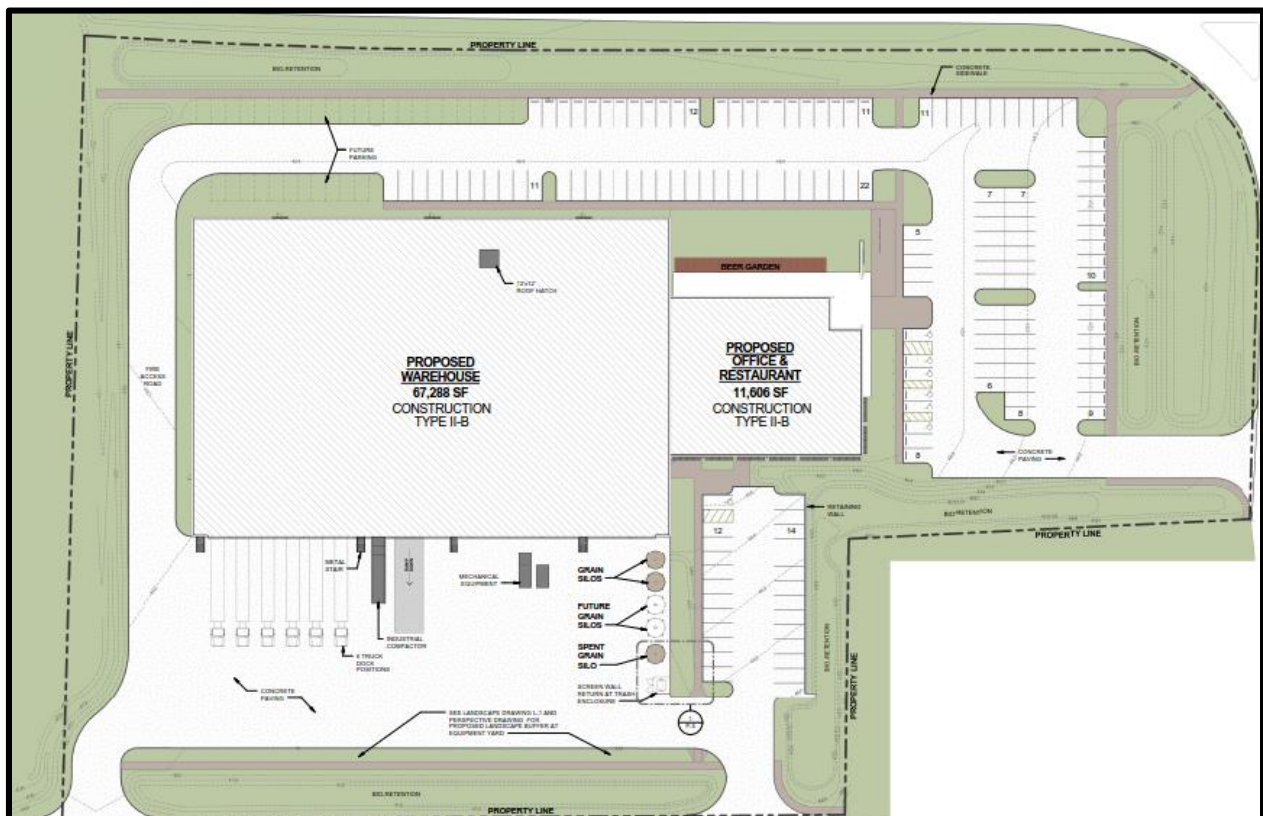 PROPERTY LINE
BIO.RETENTION
CONCRETE
SIDEWALK
12
11
11
FUTURE
PARKING
11
22
7
7
5
BEER GARDEN
12'x12'
ROOF HATCH
10
PROPERTY LINE
FIRE
ACCESS
ROAD
PROPOSED
WAREHOUSE
67,288 SF
CONSTRUCTION
TYPE II-B
PROPOSED
OFFICE &
RESTAURANT
11,606 SF
CONSTRUCTION
TYPE II-B
BIO.RETENTION
PROPERTY LINE
6
8
9
8
CONCRETE
PAVING
RETAINING
WALL
BIO.RETENTION
PROPERTY LINE
12
14
METAL
STAIR
MECHANICAL
EQUIPMENT
GRAIN
SILOS
FUTURE
GRAIN
SILOS
SPENT
GRAIN
SILO
INDUSTRIAL
COMPACTOR
6 TRUCK
DOCK
POSITIONS
SCREEN WALL
RETURN AT TRASH
ENCLOSURE
BIO.RETENTION
PROPERTY LINE
CONCRETE
PAVING
SEE LANDSCAPE DRAWING L-1 AND
PERSPECTIVE DRAWING FOR
PROPOSED LANDSCAPE BUFFER AT
EQUIPMENT YARD
BIO.RETENTION
PROPERTY LINE